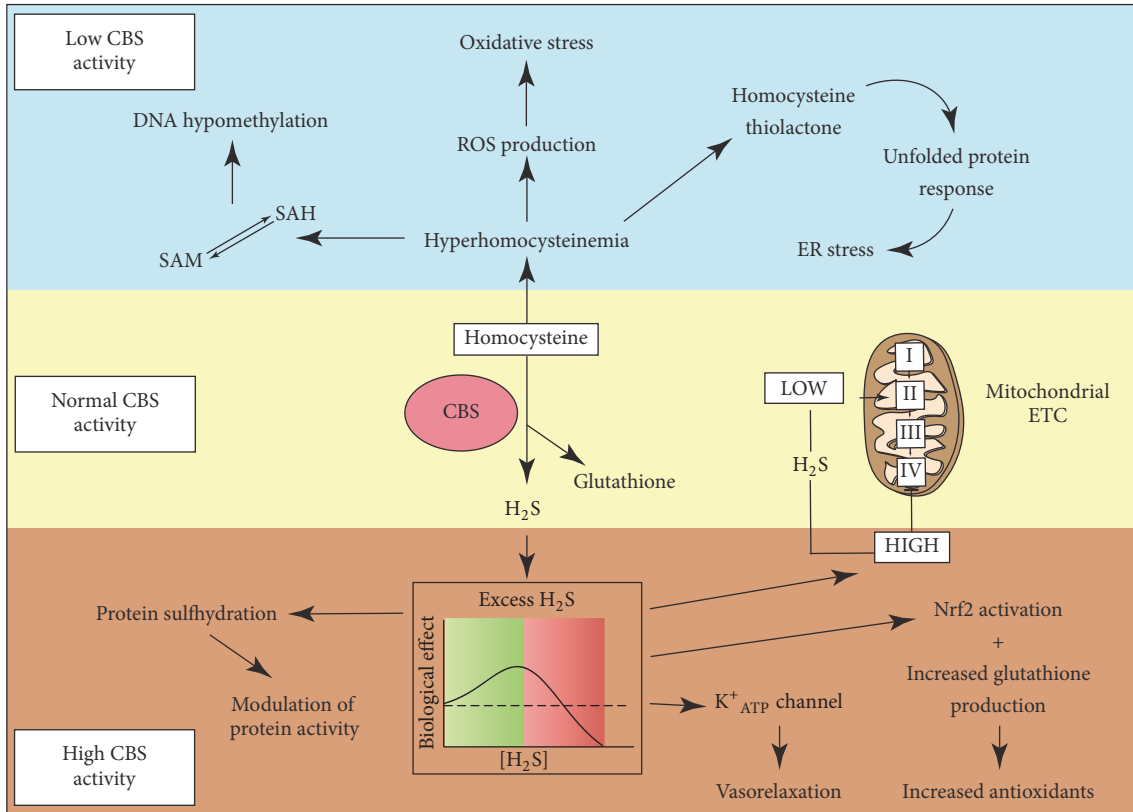 Low CBS
activity
Oxidative stress
DNA hypomethylation
ROS production
Homocysteine
thiolactone
Unfolded protein
response
SAH
SAM
Hyperhomocysteinemia
ER stress
Normal CBS
activity
Homocysteine
CBS
Glutathione
H₂S
LOW
H₂S
I
II
III
IV
Mitochondrial
ETC
HIGH
High CBS
activity
Protein sulfhydration
Modulation of
protein activity
Excess H₂S
Biological effect
[H₂S]
K⁺ATP channel
Vasorelaxation
Nrf2 activation
+
Increased glutathione
production
Increased antioxidants